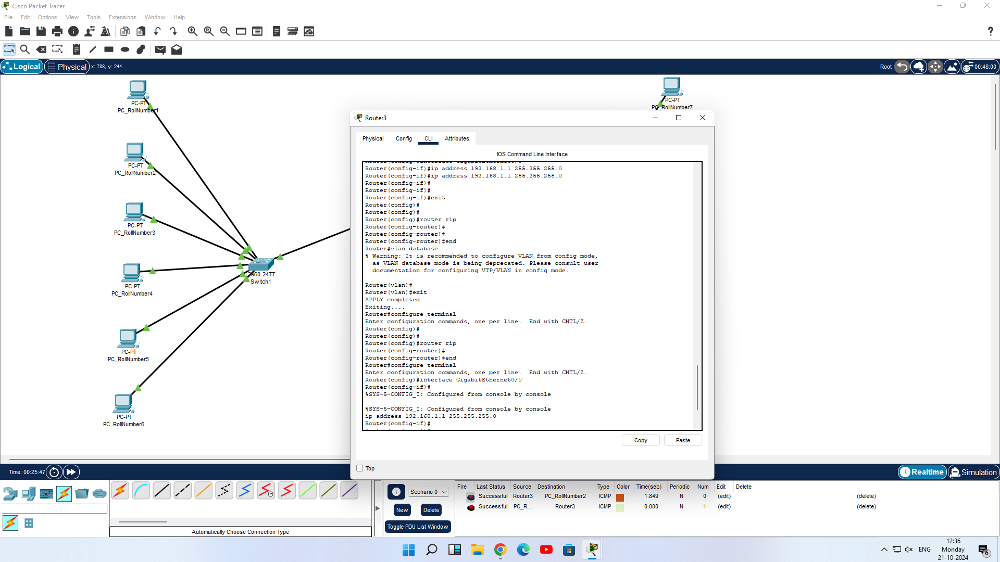 Cisco Packet Tracer
File Edit Options View Tools Extensions Window Help
Logical Physical x: 788, y: 244 Root 00:48:00
PC-PT
PC_RollNumber1
PC-PT
PC_RollNumber2
PC-PT
PC_RollNumber3
PC-PT
PC_RollNumber4
PC-PT
PC_RollNumber5
PC-PT
PC_RollNumber6
2960-24TT
Switch1
PC-PT
PC_RollNumber7
Router3
Physical Config CLI Attributes
IOS Command Line Interface
Router(config)#interface GigabitEthernet0/0
Router(config-if)#ip address 192.168.1.1 255.255.255.0
Router(config-if)#ip address 192.168.1.1 255.255.255.0
Router(config-if)#
Router(config-if)#
Router(config-if)#exit
Router(config)#
Router(config)#
Router(config)#router rip
Router(config-router)#
Router(config-router)#
Router(config-router)#end
Router#vlan database
% Warning: It is recommended to configure VLAN from config mode,
as VLAN database mode is being deprecated. Please consult user
documentation for configuring VTP/VLAN in config mode.
Router(vlan)#
Router(vlan)#exit
APPLY completed.
Exiting....
Router#configure terminal
Enter configuration commands, one per line. End with CNTL/Z.
Router(config)#
Router(config)#
Router(config)#router rip
Router(config-router)#
Router(config-router)#end
Router#configure terminal
Enter configuration commands, one per line. End with CNTL/Z.
Router(config)#interface GigabitEthernet0/0
Router(config-if)#
%SYS-5-CONFIG_I: Configured from console by console
%SYS-5-CONFIG_I: Configured from console by console
ip address 192.168.1.1 255.255.255.0
Router(config-if)#
Copy Paste
Top
Time: 00:25:47 Realtime Simulation
Scenario 0
New Delete
Toggle PDU List Window
Automatically Choose Connection Type
Fire Last Status Source Destination Type Color Time(sec) Periodic Num Edit Delete
Successful Router3 PC_RollNumber2 ICMP 1.849 N 0 (edit) (delete)
Successful PC_R... Router3 ICMP 0.000 N 1 (edit) (delete)
ENG
12:36
Monday
21-10-2024
6